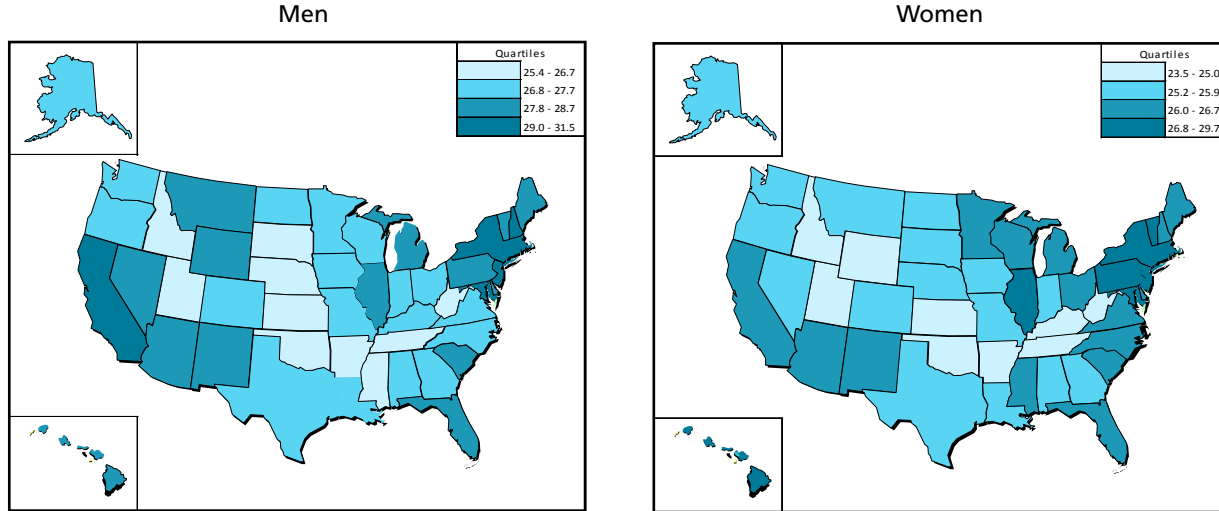 Men
Quartiles
25.4 - 26.7
26.8 - 27.7
27.8 - 28.7
29.0 - 31.5
Women
Quartiles
23.5 - 25.0
25.2 - 25.9
26.0 - 26.7
26.8 - 29.7